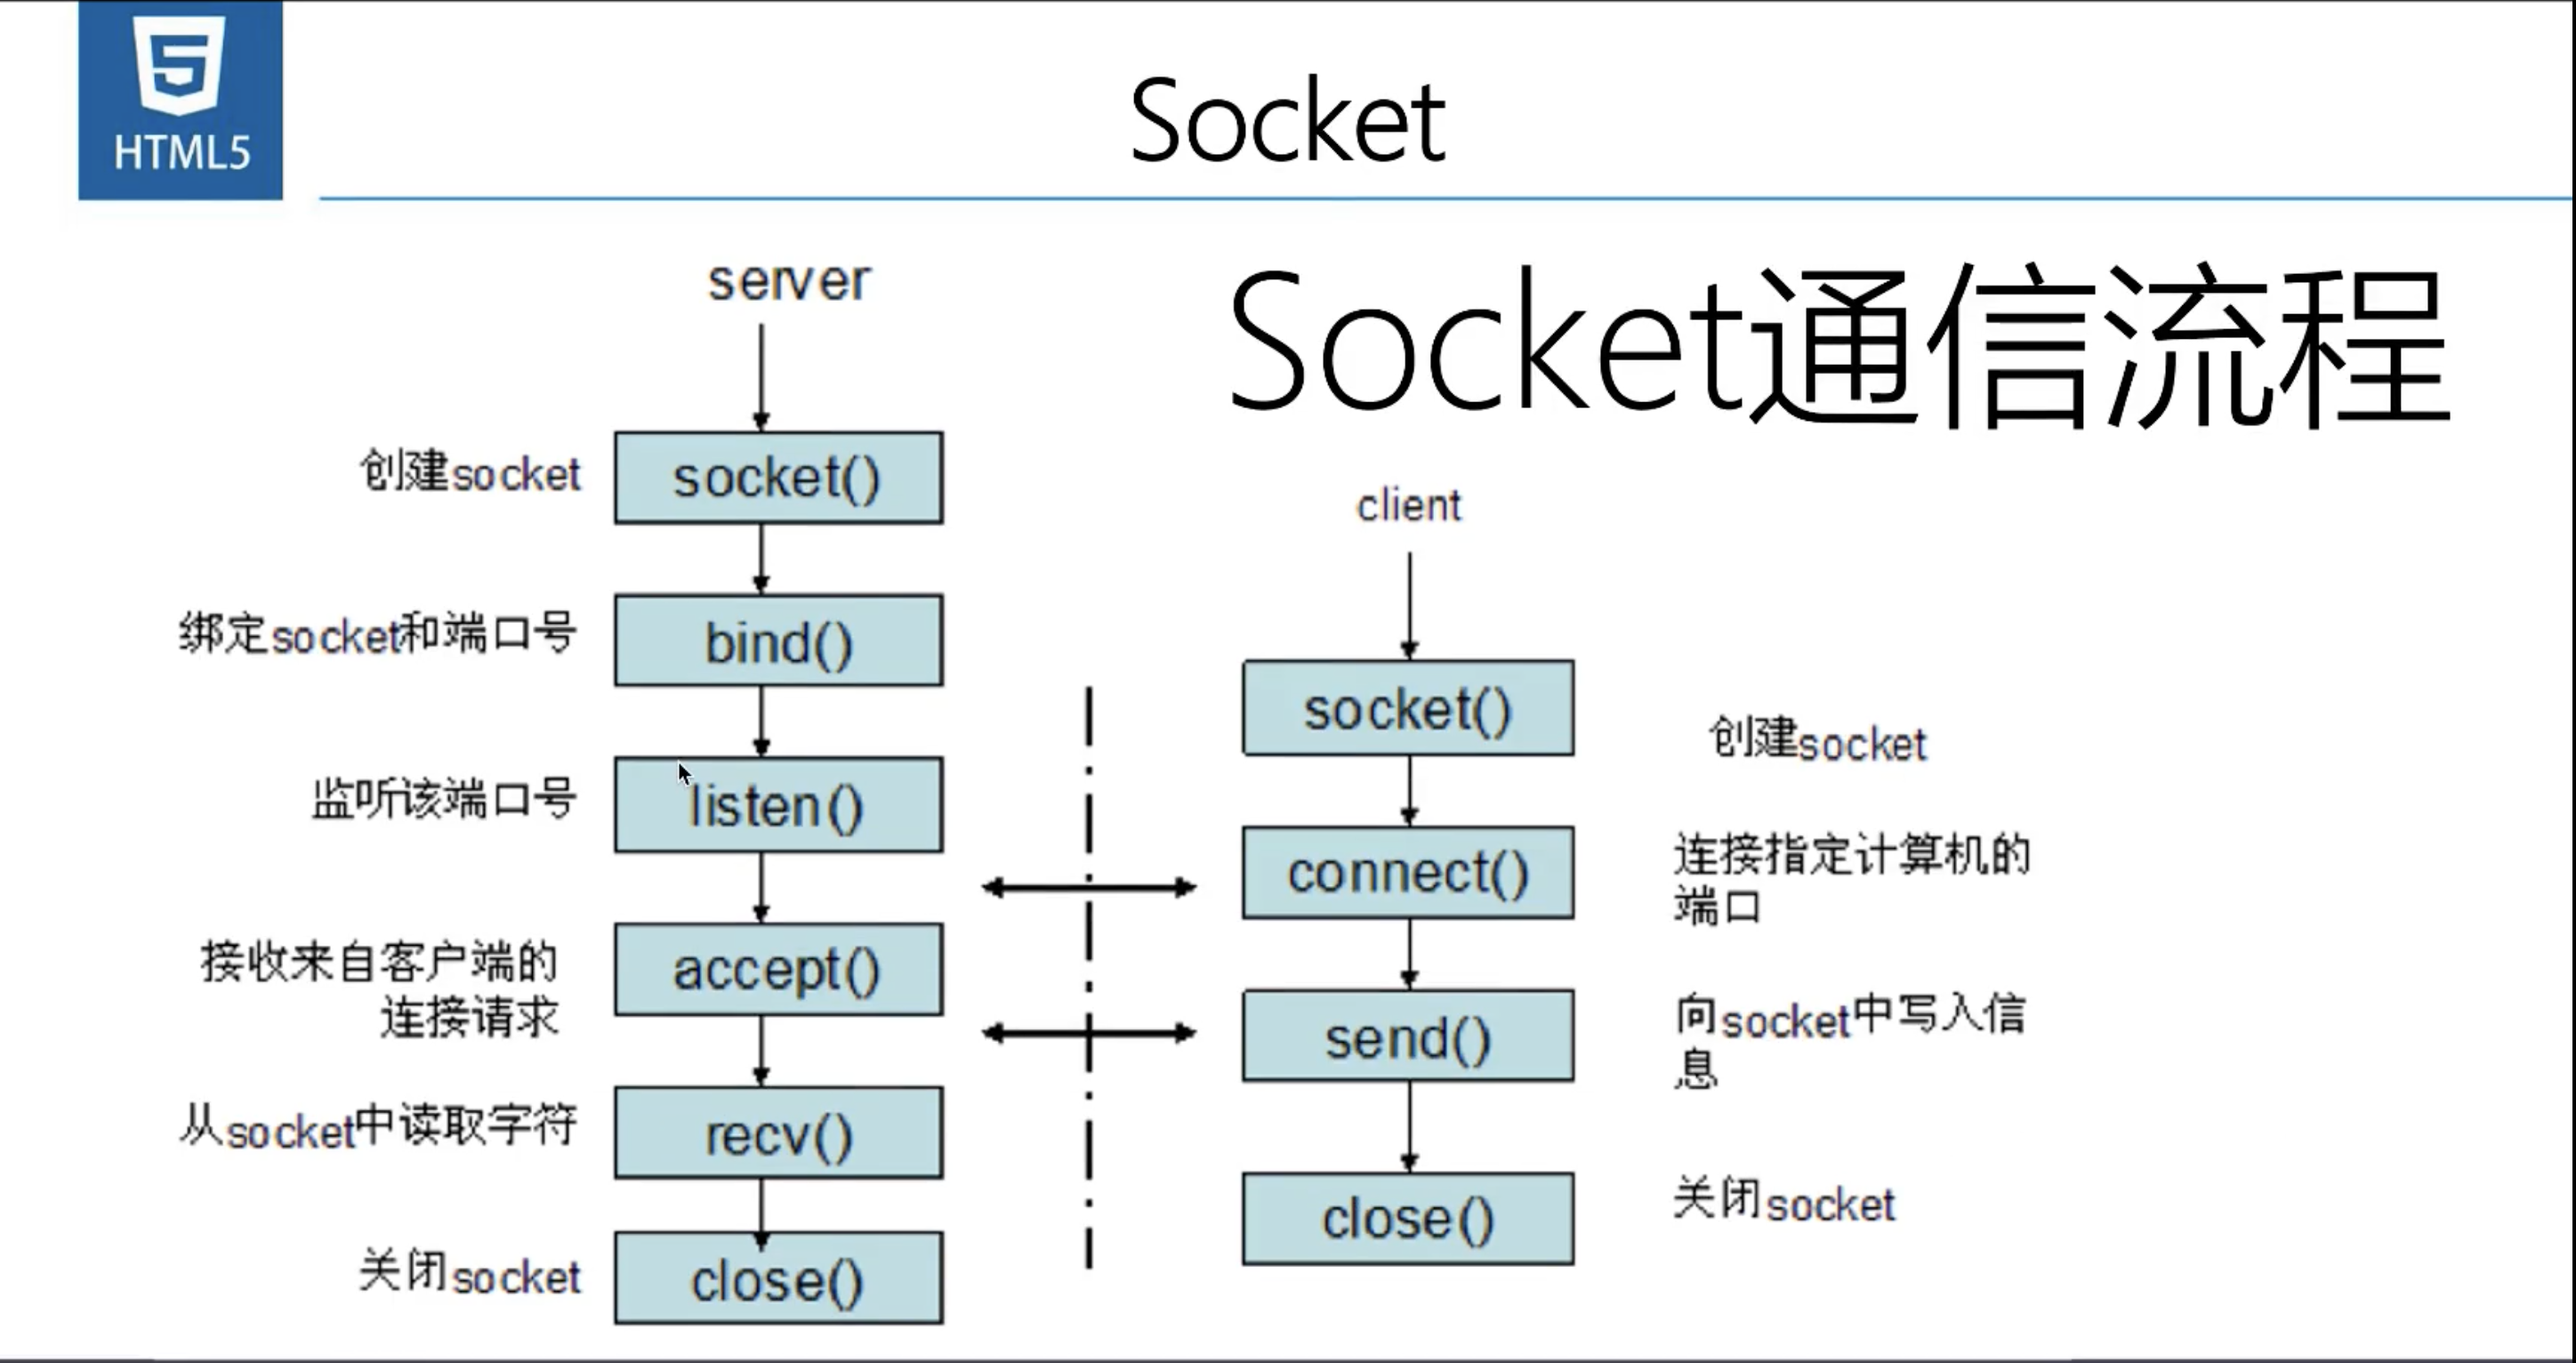 HTML5
Socket
Socket通信流程
server
创建socket
socket()
绑定socket和端口号
bind()
监听该端口号
listen()
接收来自客户端的
连接请求
accept()
从socket中读取字符
recv()
关闭socket
close()
client
socket()
创建socket
connect()
连接指定计算机的
端口
send()
向socket中写入信
息
close()
关闭socket